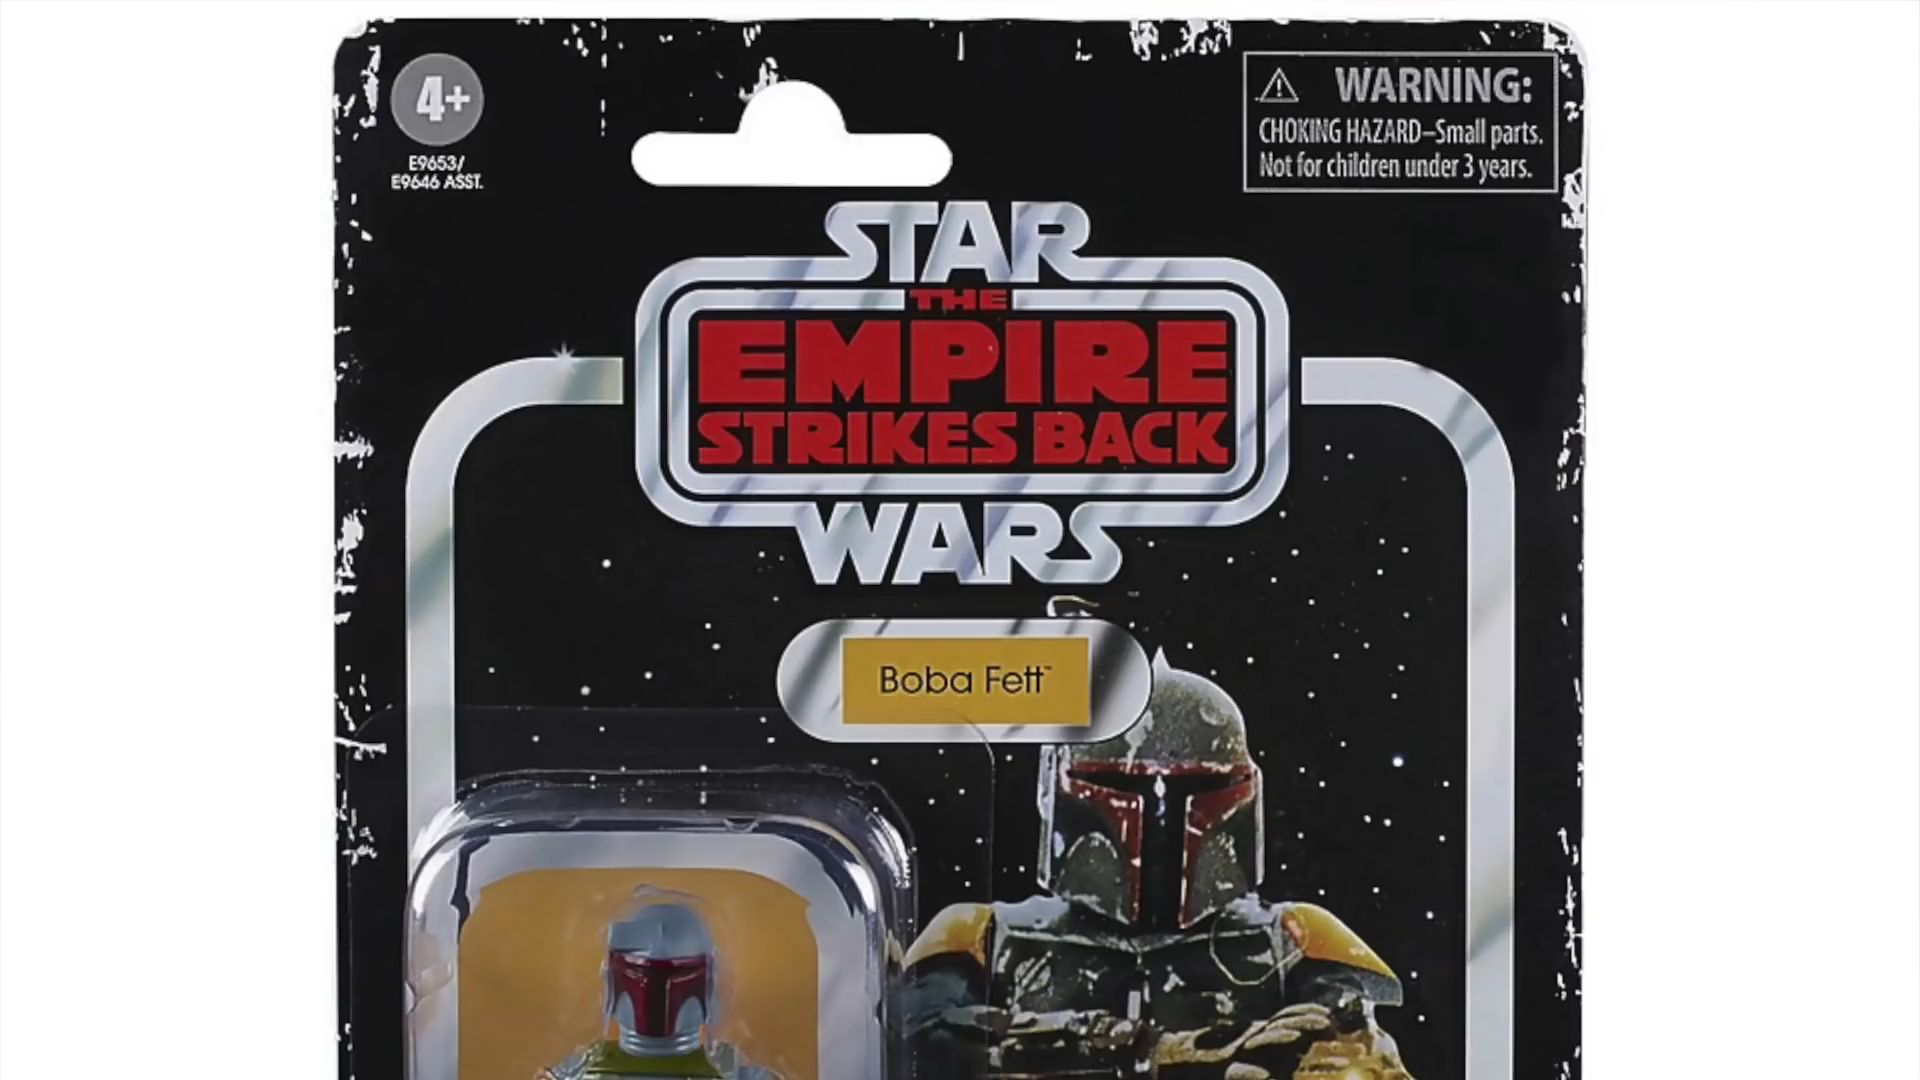 4+
E9653/
E9646 ASST.
⚠ WARNING:
CHOKING HAZARD–Small parts.
Not for children under 3 years.
STAR
THE
EMPIRE
STRIKES BACK
WARS
Boba Fett™